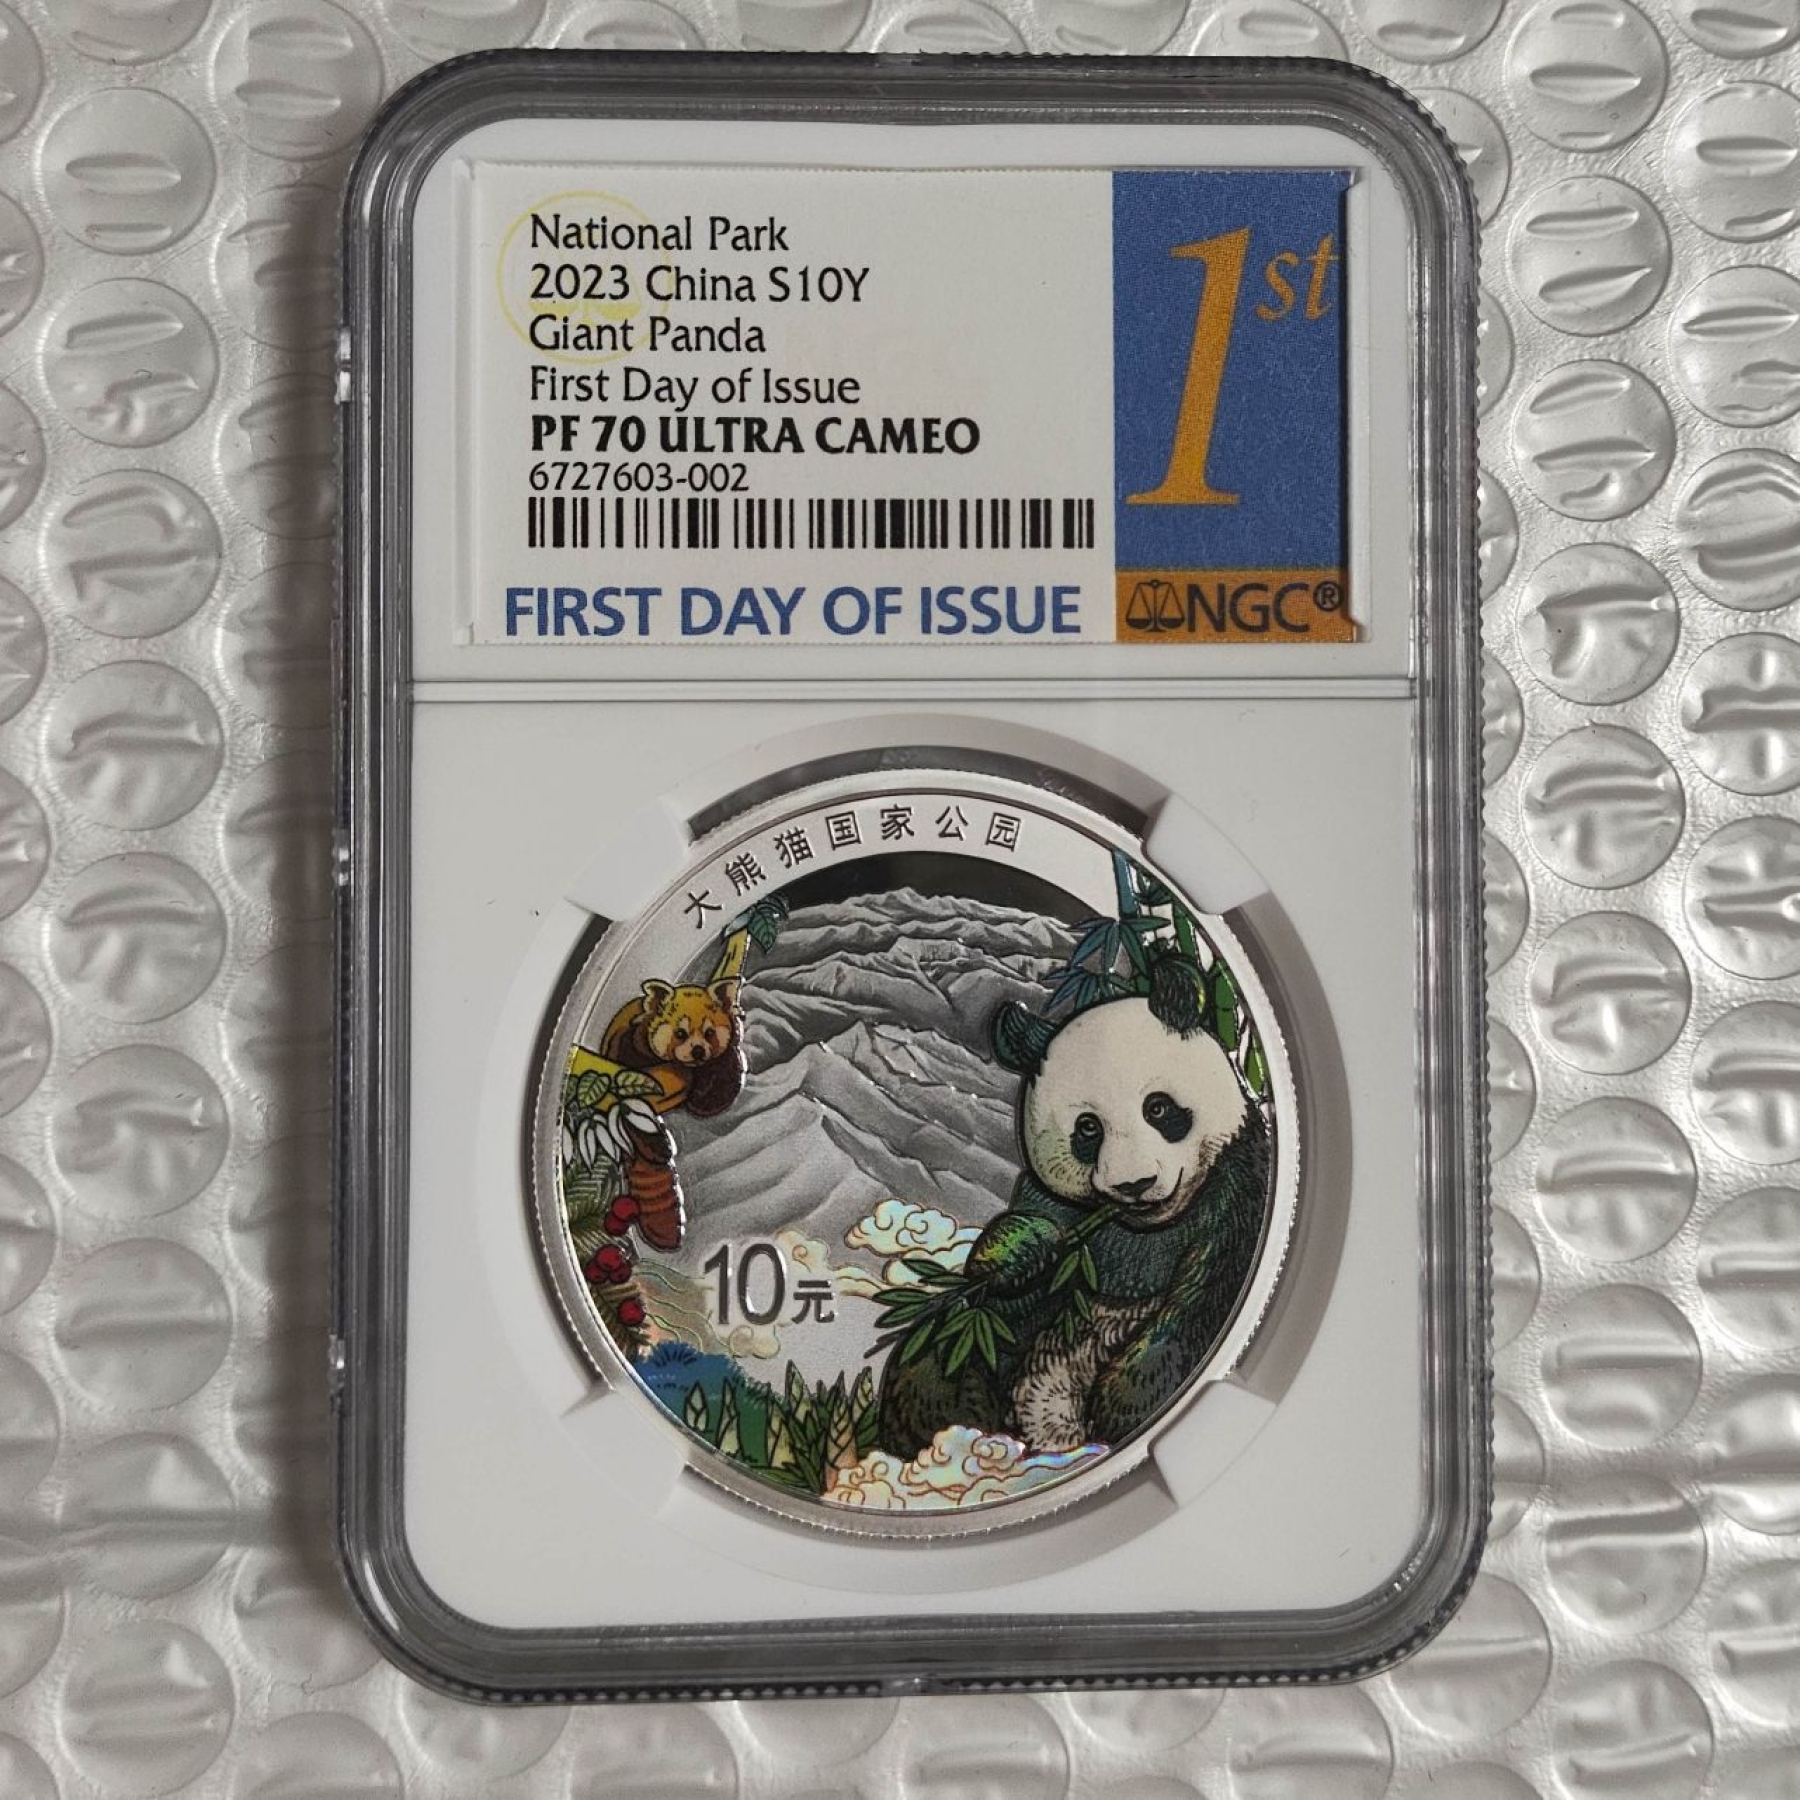 National Park
2023 China S10Y
Giant Panda
First Day of Issue
PF 70 ULTRA CAMEO
6727603-002
FIRST DAY OF ISSUE
1st
NGC®
大熊猫国家公园
10元